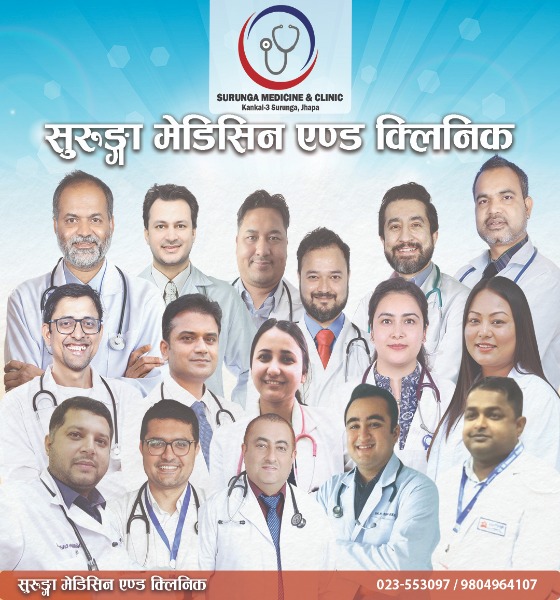 SURUNGA MEDICINE & CLINIC
Kankai-3 Surunga, Jhapa
सुरुङ्गा मेडिसिन एण्ड क्लिनिक
सुरुङ्गा मेडिसिन एण्ड क्लिनिक
023-553097 / 9804964107